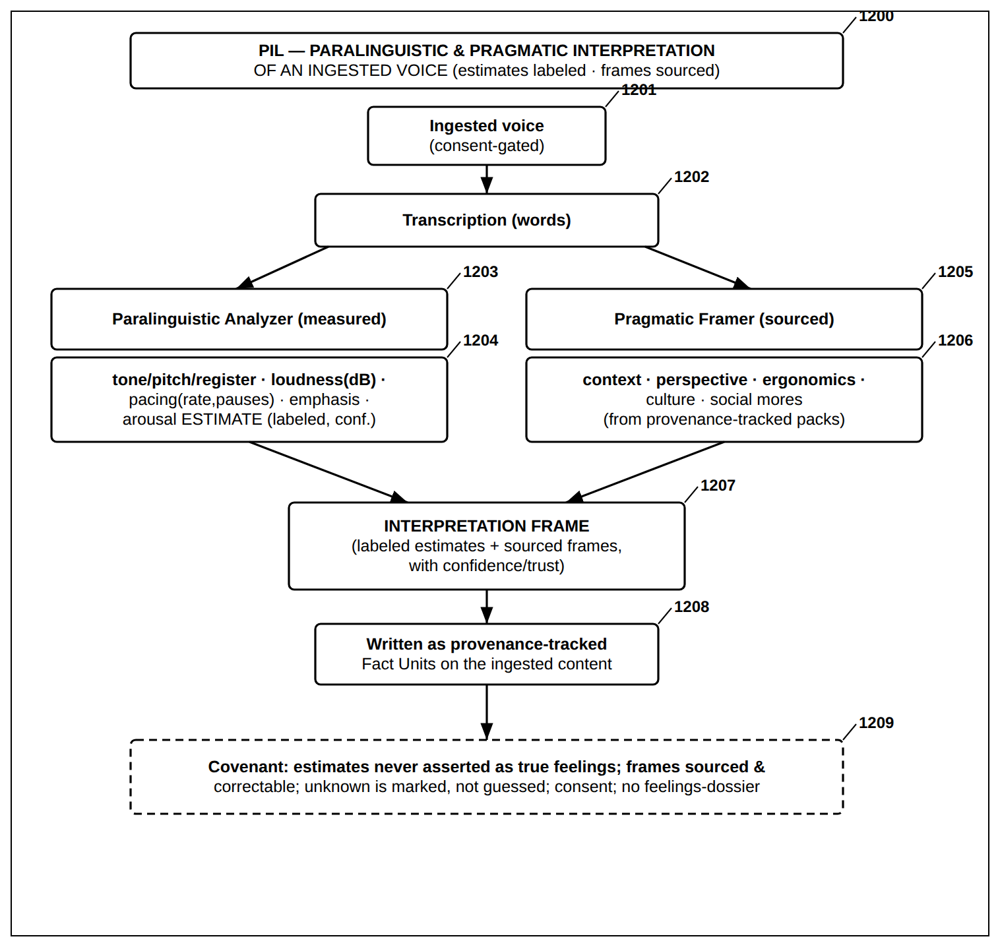 1200
PIL — PARALINGUISTIC & PRAGMATIC INTERPRETATION
OF AN INGESTED VOICE (estimates labeled · frames sourced)
1201
Ingested voice
(consent-gated)
1202
Transcription (words)
1203
Paralinguistic Analyzer (measured)
1205
Pragmatic Framer (sourced)
1204
tone/pitch/register · loudness(dB) ·
pacing(rate,pauses) · emphasis ·
arousal ESTIMATE (labeled, conf.)
1206
context · perspective · ergonomics ·
culture · social mores
(from provenance-tracked packs)
1207
INTERPRETATION FRAME
(labeled estimates + sourced frames,
with confidence/trust)
1208
Written as provenance-tracked
Fact Units on the ingested content
1209
Covenant: estimates never asserted as true feelings; frames sourced &
correctable; unknown is marked, not guessed; consent; no feelings-dossier